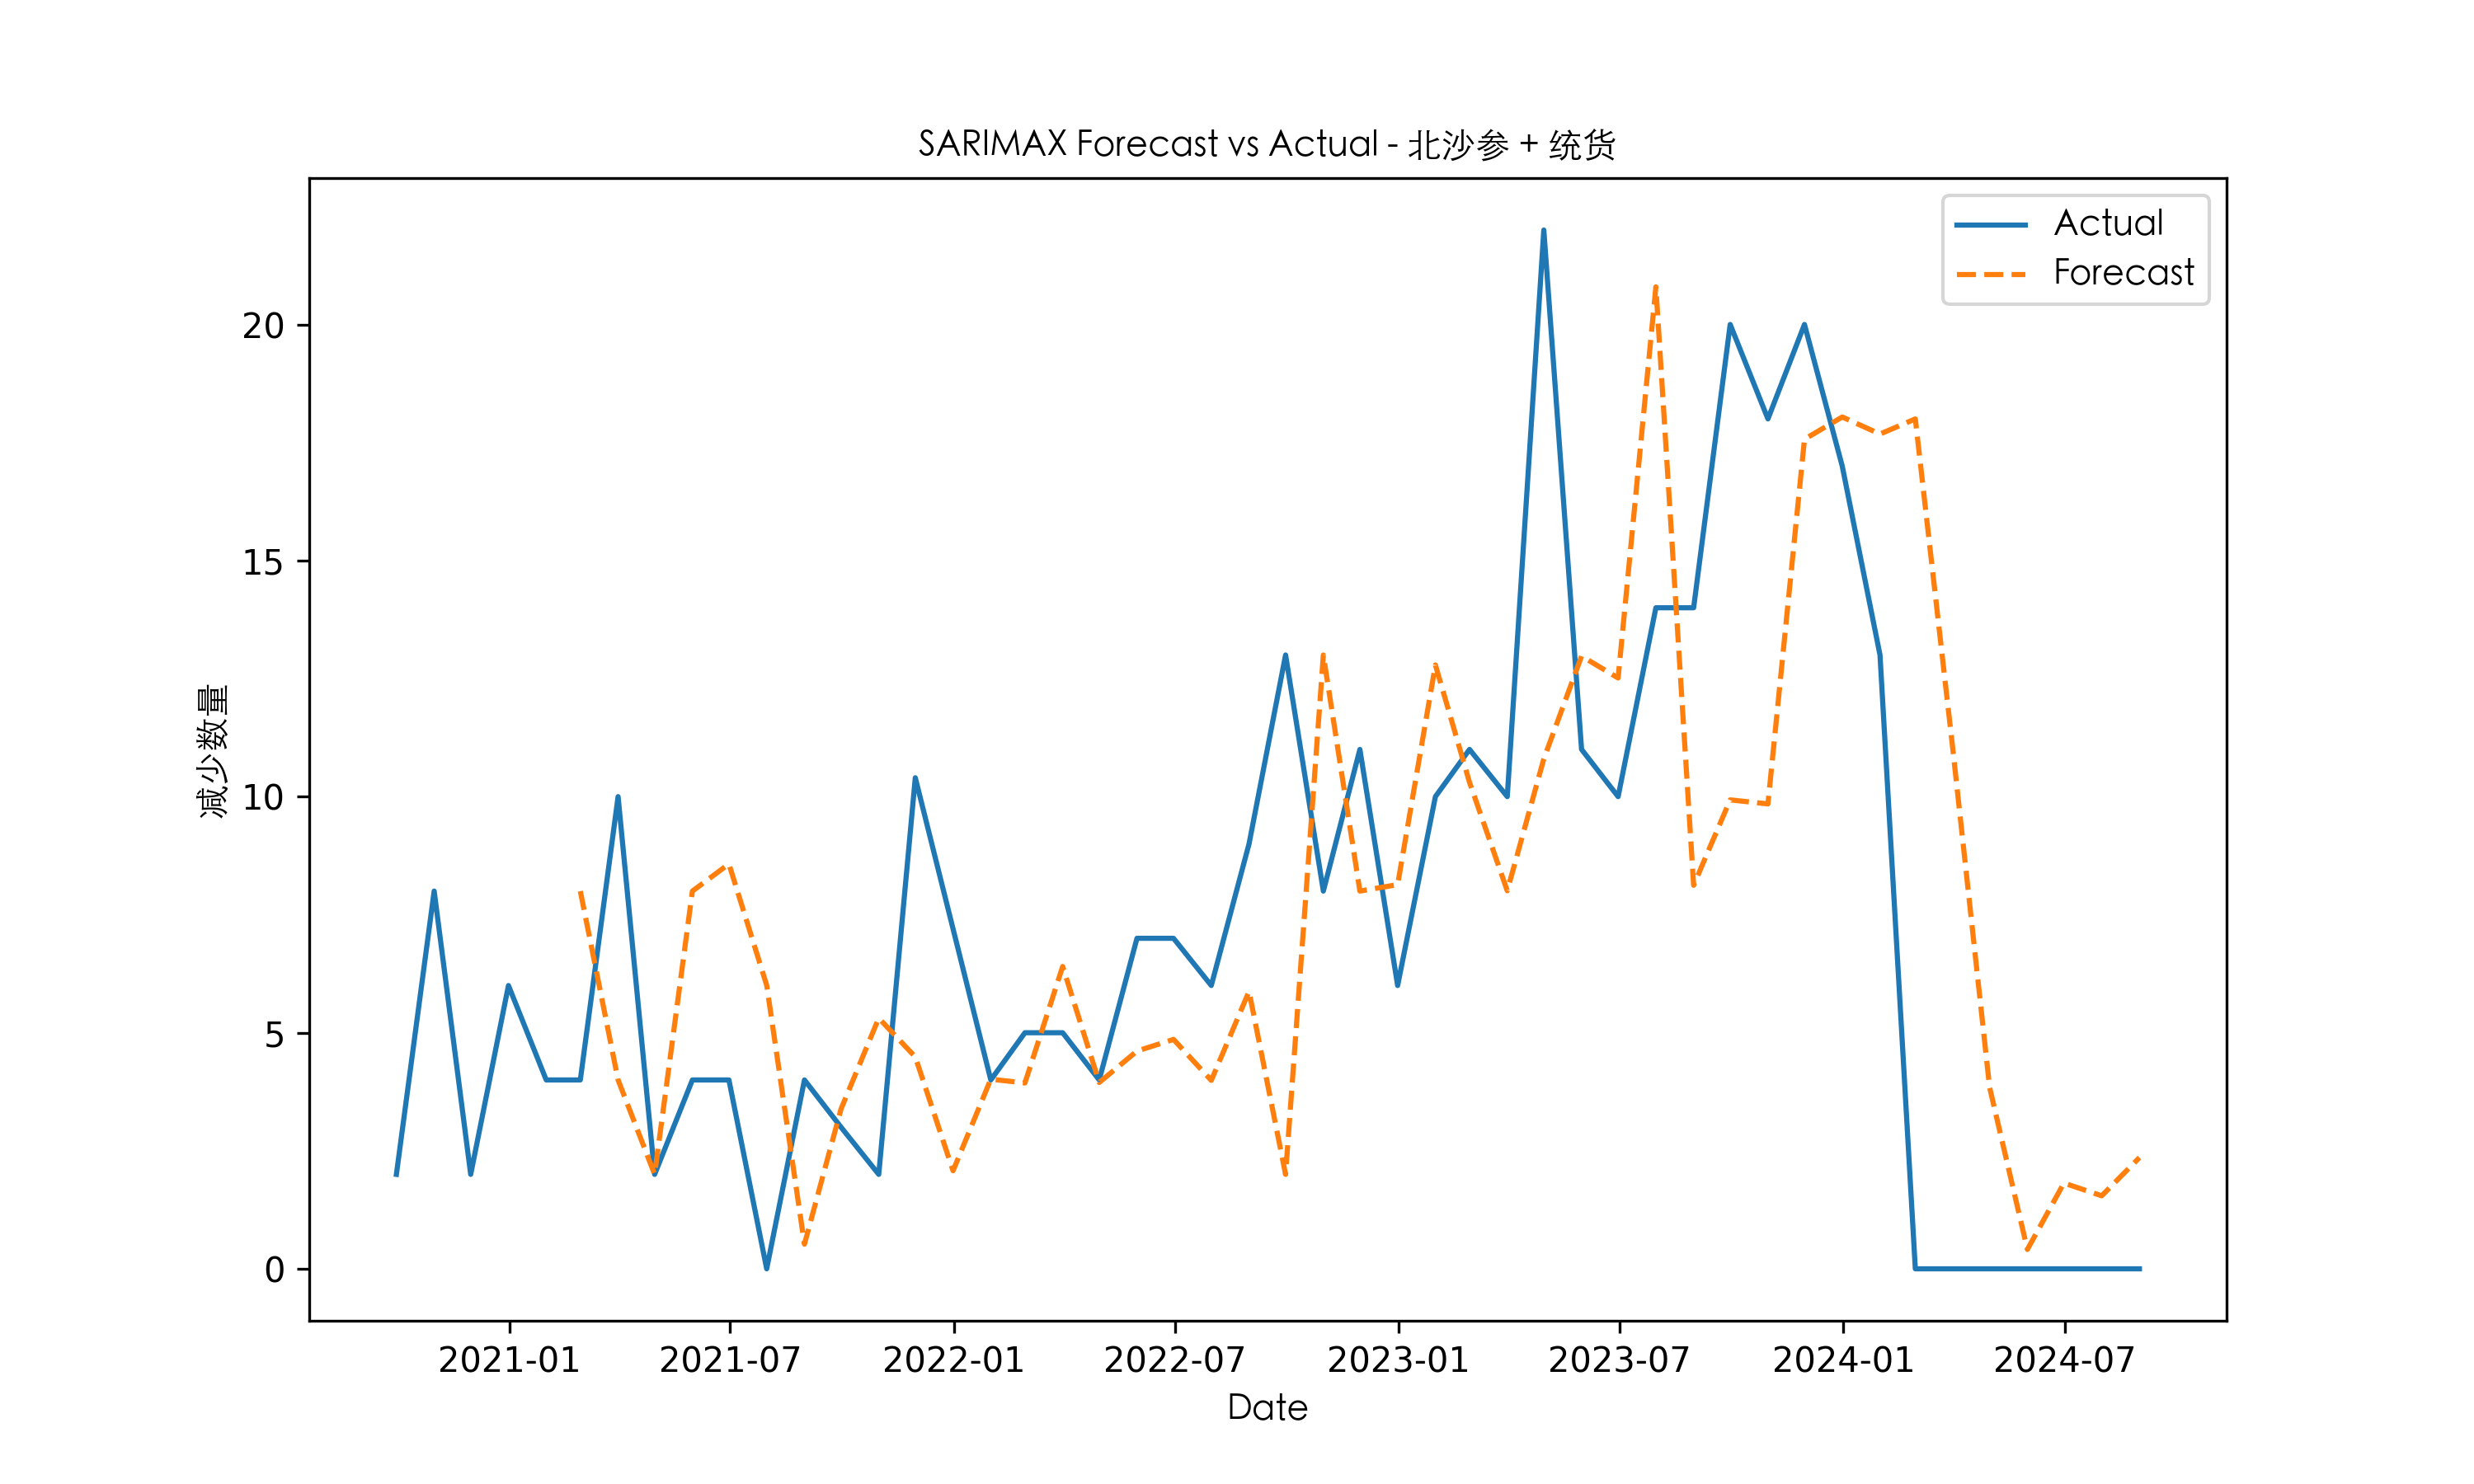 SARIMAX Forecast vs Actual - 北沙参 + 统货
Actual
Forecast
减少数量
20
15
10
5
0
2021-01 2021-07 2022-01 2022-07 2023-01 2023-07 2024-01 2024-07
Date